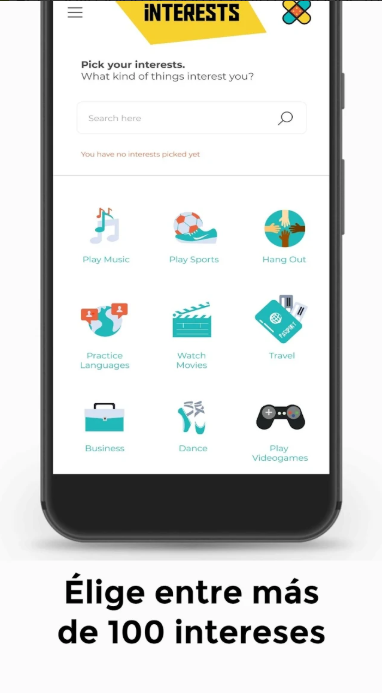 iNTERESTS
Pick your interests.
What kind of things interest you?
Search here
You have no interests picked yet
Play Music
Play Sports
Hang Out
Practice
Languages
Watch
Movies
Travel
PASSPORT
Business
Dance
Play
Videogames
Élige entre más
de 100 intereses